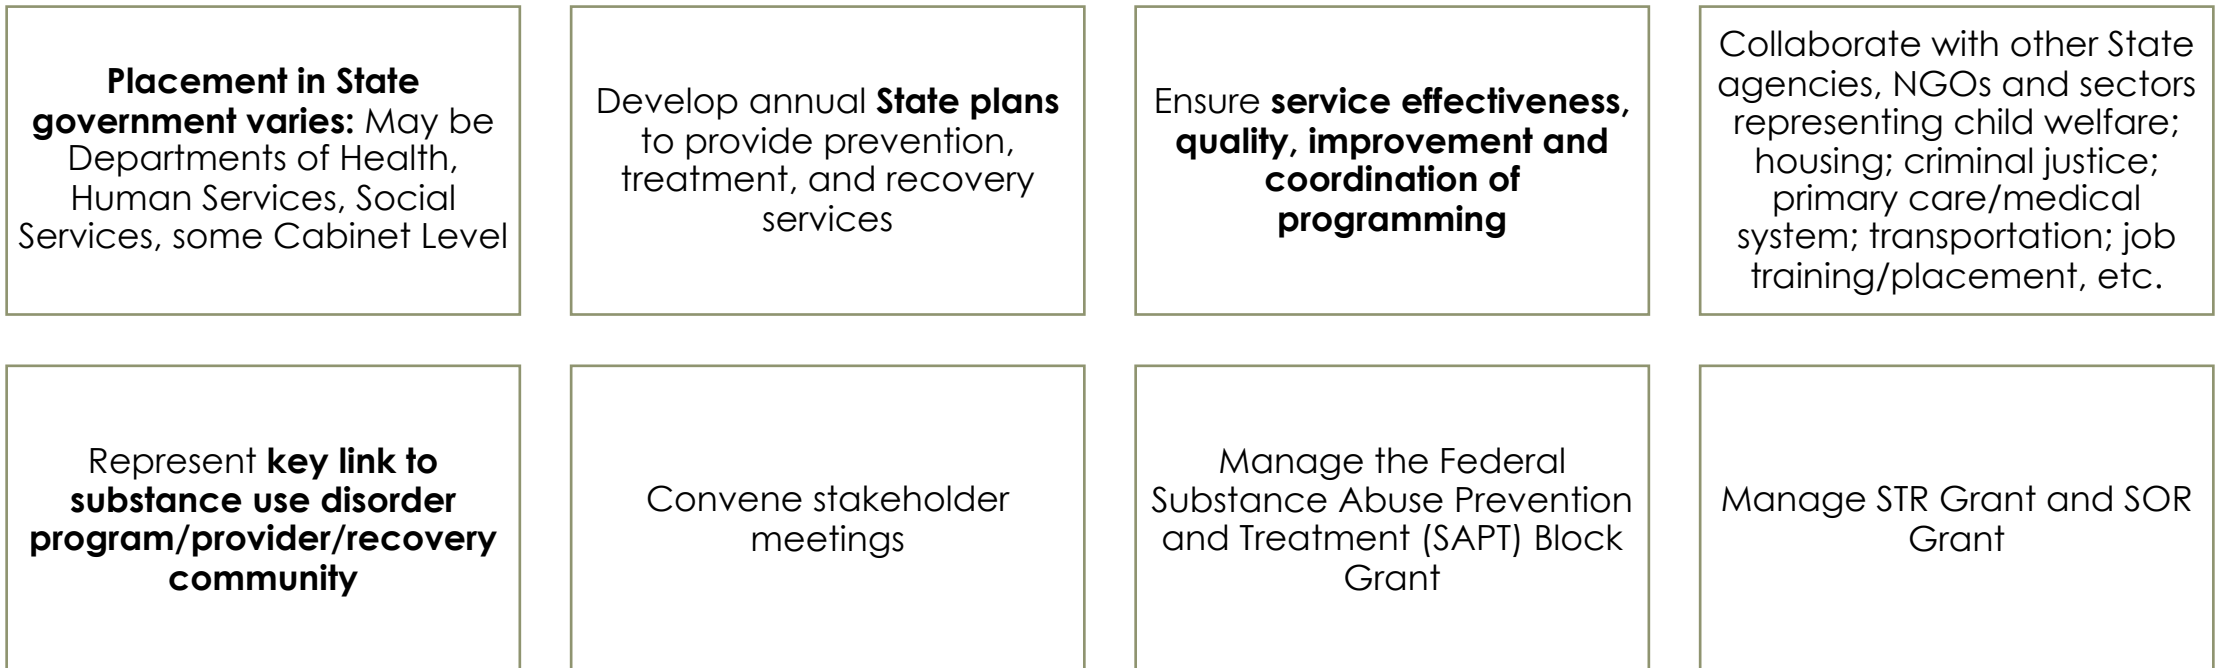 Placement in State
government varies: May be
Departments of Health,
Human Services, Social
Services, some Cabinet Level
Develop annual State plans
to provide prevention,
treatment, and recovery
services
Ensure service effectiveness,
quality, improvement and
coordination of
programming
Collaborate with other State
agencies, NGOs and sectors
representing child welfare;
housing; criminal justice;
primary care/medical
system; transportation; job
training/placement, etc.
Represent key link to
substance use disorder
program/provider/recovery
community
Convene stakeholder
meetings
Manage the Federal
Substance Abuse Prevention
and Treatment (SAPT) Block
Grant
Manage STR Grant and SOR
Grant